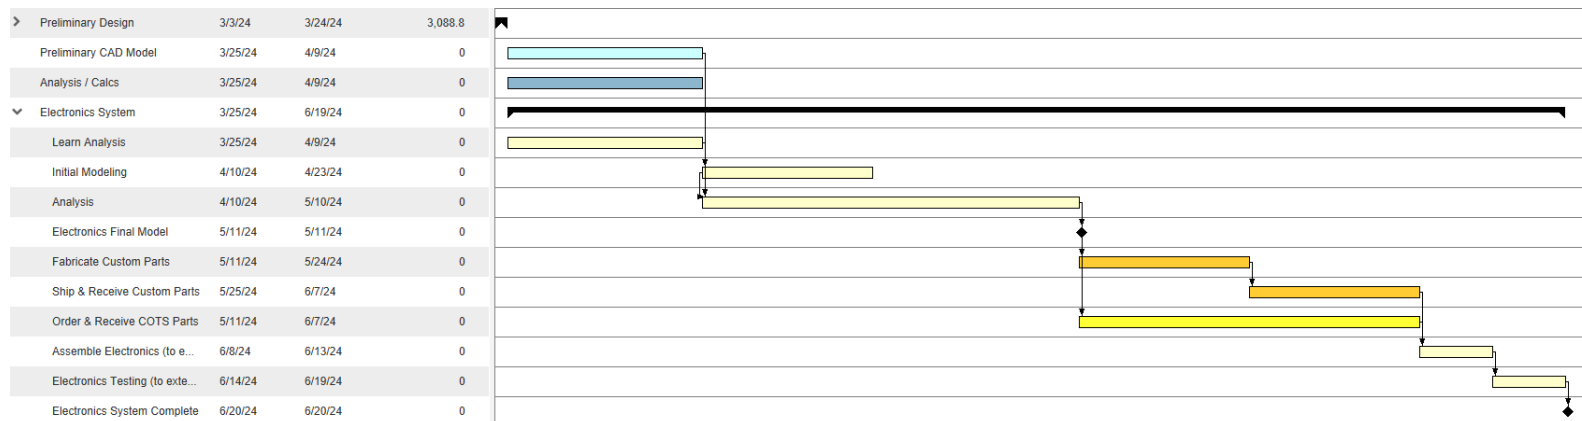 Preliminary Design 3/3/24 3/24/24 3,088.8
Preliminary CAD Model 3/25/24 4/9/24 0
Analysis / Calcs 3/25/24 4/9/24 0
Electronics System 3/25/24 6/19/24 0
Learn Analysis 3/25/24 4/9/24 0
Initial Modeling 4/10/24 4/23/24 0
Analysis 4/10/24 5/10/24 0
Electronics Final Model 5/11/24 5/11/24 0
Fabricate Custom Parts 5/11/24 5/24/24 0
Ship & Receive Custom Parts 5/25/24 6/7/24 0
Order & Receive COTS Parts 5/11/24 6/7/24 0
Assemble Electronics (to e... 6/8/24 6/13/24 0
Electronics Testing (to exte... 6/14/24 6/19/24 0
Electronics System Complete 6/20/24 6/20/24 0